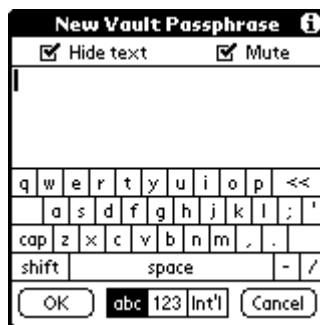 New Vault Passphrase i
Hide text Mute
q w e r t y u i o p <<
a s d f g h j k l ; '
cap z x c v b n m , .
shift space - /
OK abc 123 Int'l Cancel